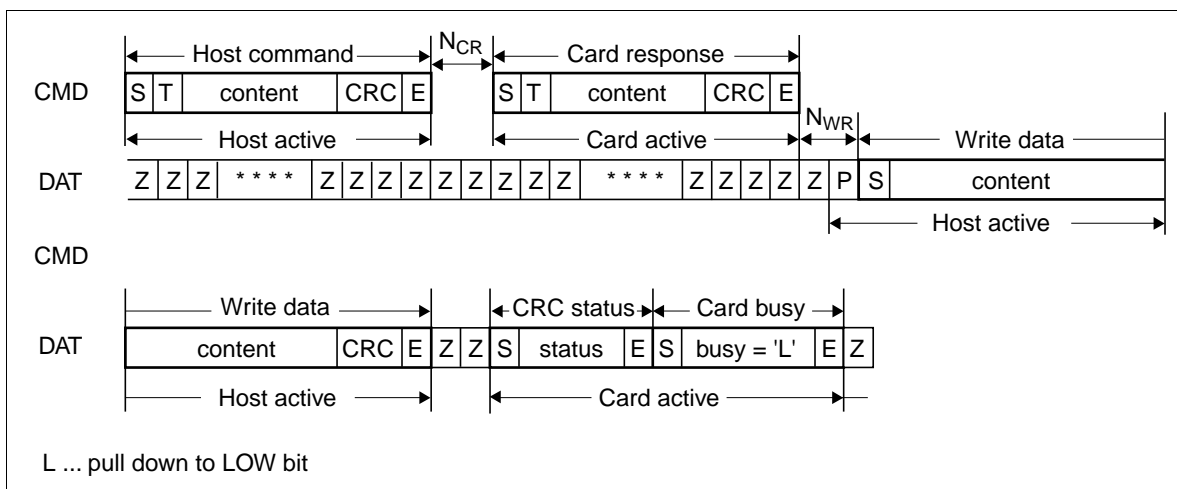 Host command N_CR Card response
CMD S T content CRC E S T content CRC E
Host active Card active N_WR Write data
DAT Z Z Z * * * * Z Z Z Z Z Z Z Z Z * * * * Z Z Z Z Z P S content
Host active
CMD
Write data CRC status Card busy
DAT content CRC E Z Z S status E S busy = 'L' E Z
Host active Card active
L ... pull down to LOW bit